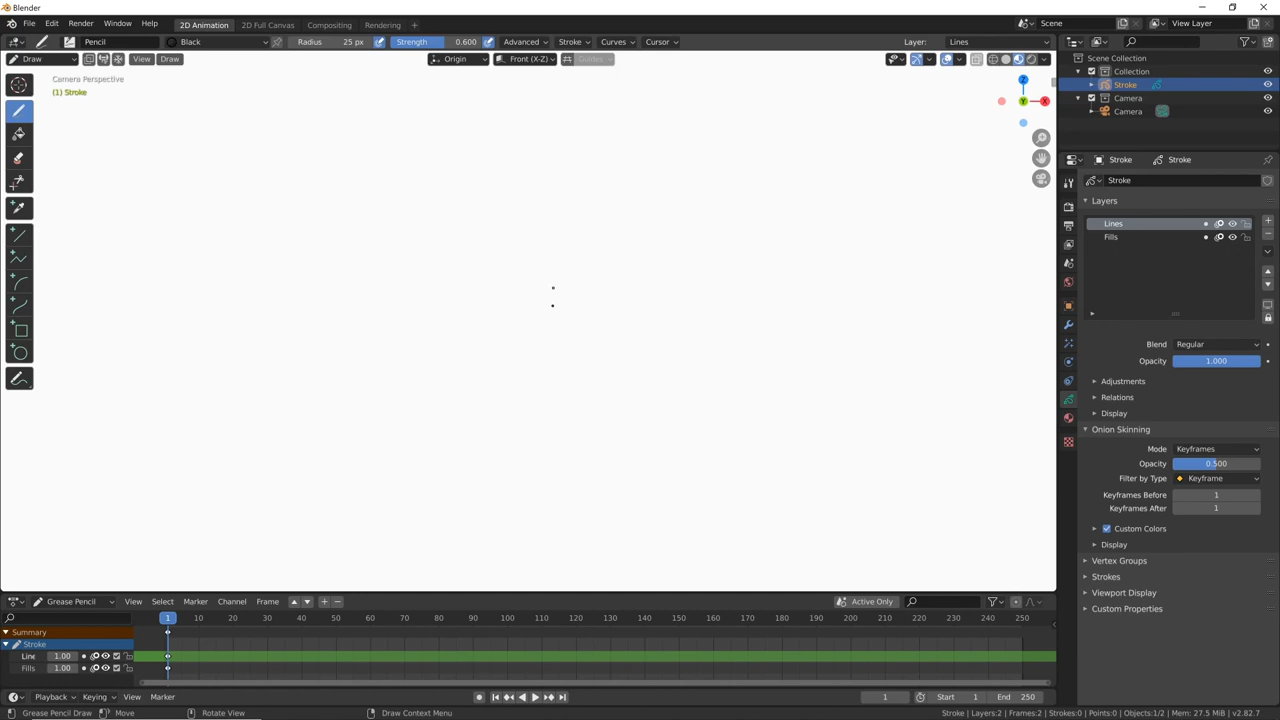 Blender
File Edit Render Window Help 2D Animation 2D Full Canvas Compositing Rendering Scene View Layer
Pencil Black Radius 25 px Strength 0.600 Advanced Stroke Curves Cursor Layer: Lines
Draw View Draw Origin Front (X-Z) Guides
Camera Perspective
(1) Stroke
Z
Y X
Scene Collection
Collection
Stroke
Camera
Camera
Stroke Stroke
Stroke
Layers
Lines
Fills
Blend Regular
Opacity 1.000
Adjustments
Relations
Display
Onion Skinning
Mode Keyframes
Opacity 0.500
Filter by Type Keyframe
Keyframes Before 1
Keyframes After 1
Custom Colors
Display
Vertex Groups
Strokes
Viewport Display
Custom Properties
Grease Pencil View Select Marker Channel Frame Active Only
1 10 20 30 40 50 60 70 80 90 100 110 120 130 140 150 160 170 180 190 200 210 220 230 240 250
Summary
Stroke
Line 1.00
Fills 1.00
Playback Keying View Marker 1 Start 1 End 250
Grease Pencil Draw Move Rotate View Draw Context Menu Stroke | Layers:2 | Frames:2 | Strokes:0 | Points:0 | Objects:1/2 | Mem: 27.5 MiB | v2.82.7